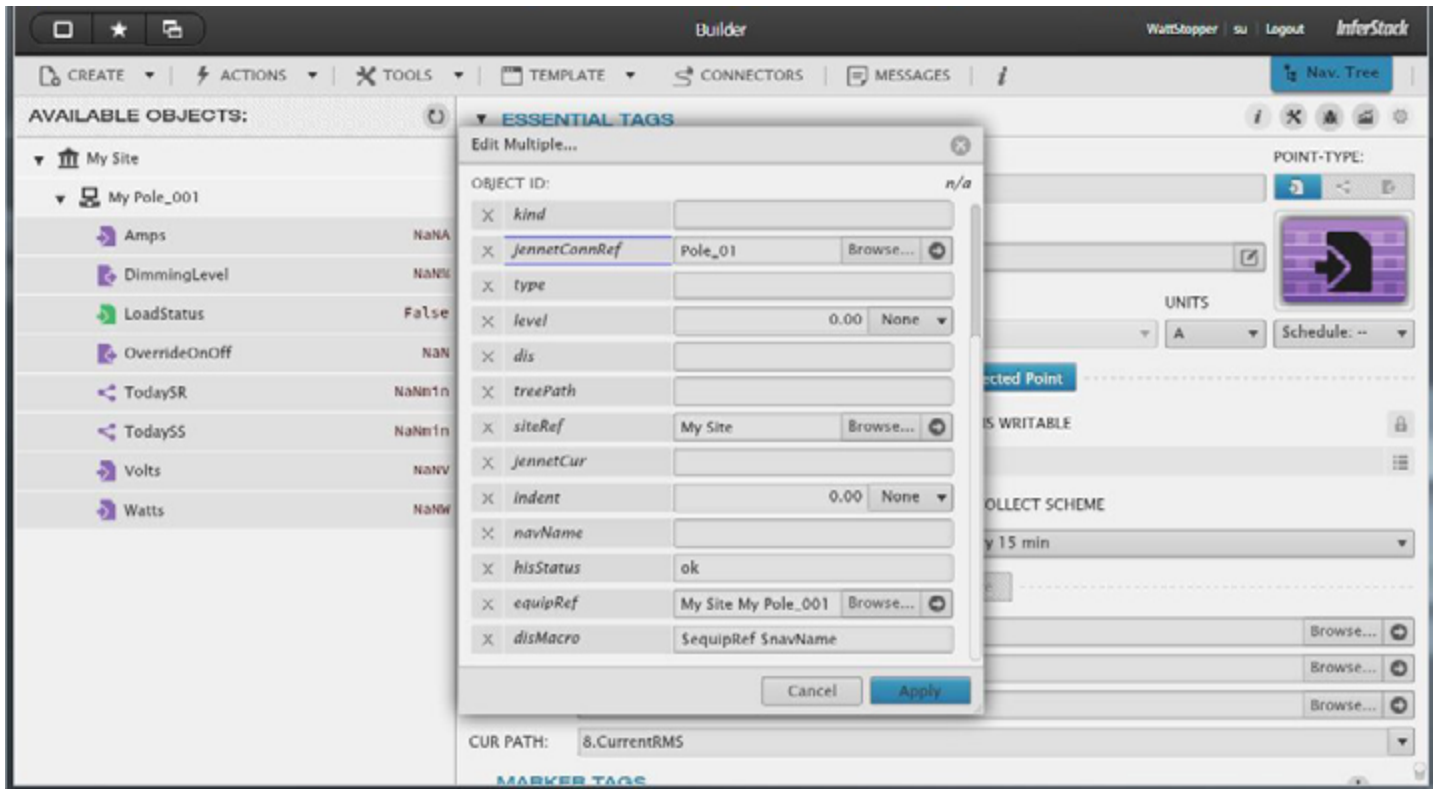 Builder
WattStopper su Logout InferStack
CREATE ACTIONS TOOLS TEMPLATE CONNECTORS MESSAGES i Nav. Tree
AVAILABLE OBJECTS:
My Site
My Pole_001
Amps NaNA
DimmingLevel
LoadStatus False
OverrideOnOff NaN
TodaySR NaNmin
TodaySS NaNmin
Volts NaNV
Watts NaNW
ESSENTIAL TAGS
i
Edit Multiple...
OBJECT ID: n/a
kind
jennetConnRef Pole_01 Browse...
type
level 0.00 None
dis
treePath
siteRef My Site Browse...
jennetCur
indent 0.00 None
navName
hisStatus ok
equipRef My Site My Pole_001 Browse...
disMacro $equipRef $navName
Cancel Apply
POINT-TYPE:
UNITS
A Schedule: --
ected Point
IS WRITABLE
OLLECT SCHEME
y 15 min
Browse...
Browse...
Browse...
CUR PATH: 8.CurrentRMS
MARKER TAGS